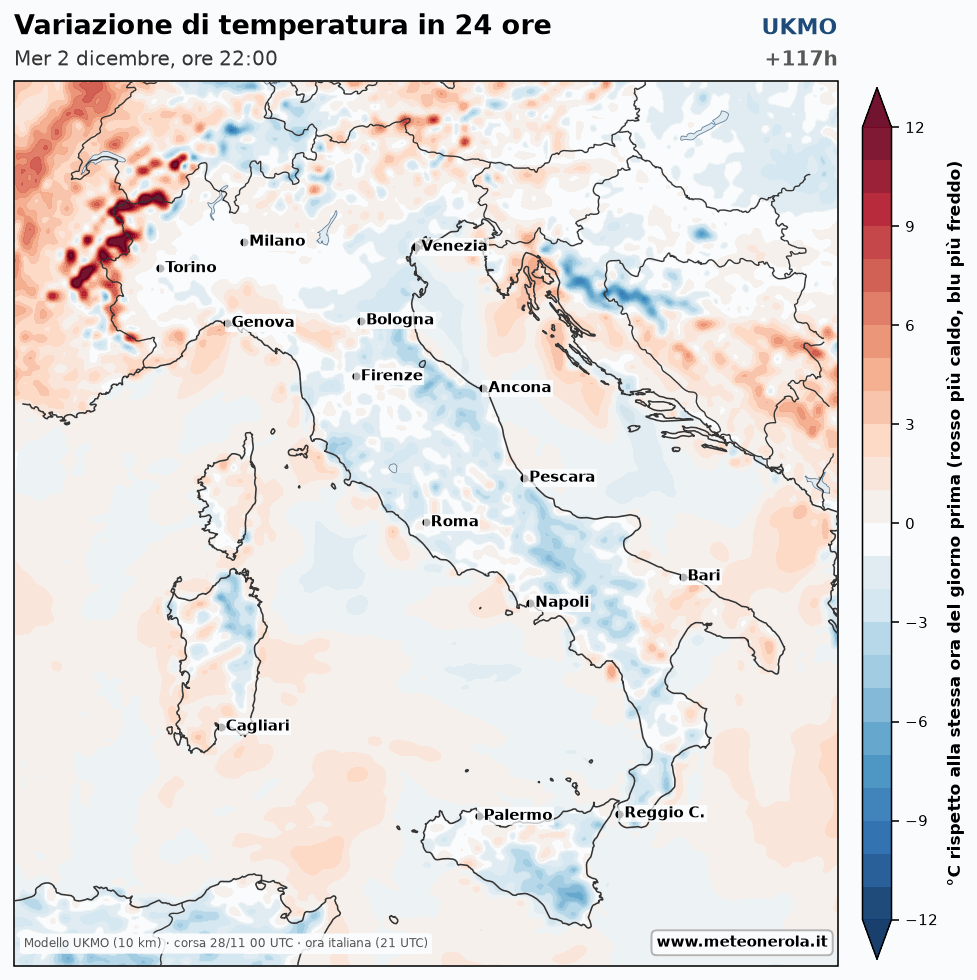 Variazione di temperatura in 24 ore
UKMO
Mer 2 dicembre, ore 22:00
+117h
Milano
Venezia
Torino
Genova
Bologna
Firenze
Ancona
Pescara
Roma
Bari
Napoli
Cagliari
Palermo
Reggio C.
12
9
6
3
0
−3
−6
−9
−12
°C rispetto alla stessa ora del giorno prima (rosso più caldo, blu più freddo)
Modello UKMO (10 km) · corsa 28/11 00 UTC · ora italiana (21 UTC)
www.meteonerola.it